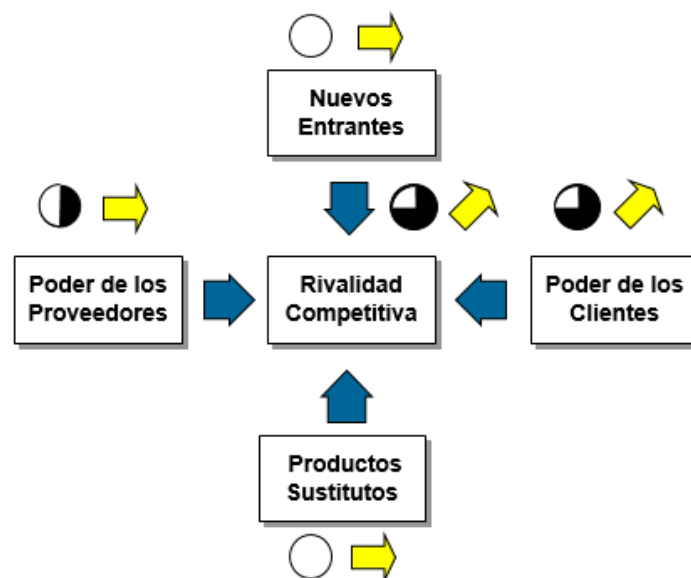 Nuevos
Entrantes
Poder de los
Proveedores
Rivalidad
Competitiva
Poder de los
Clientes
Productos
Sustitutos